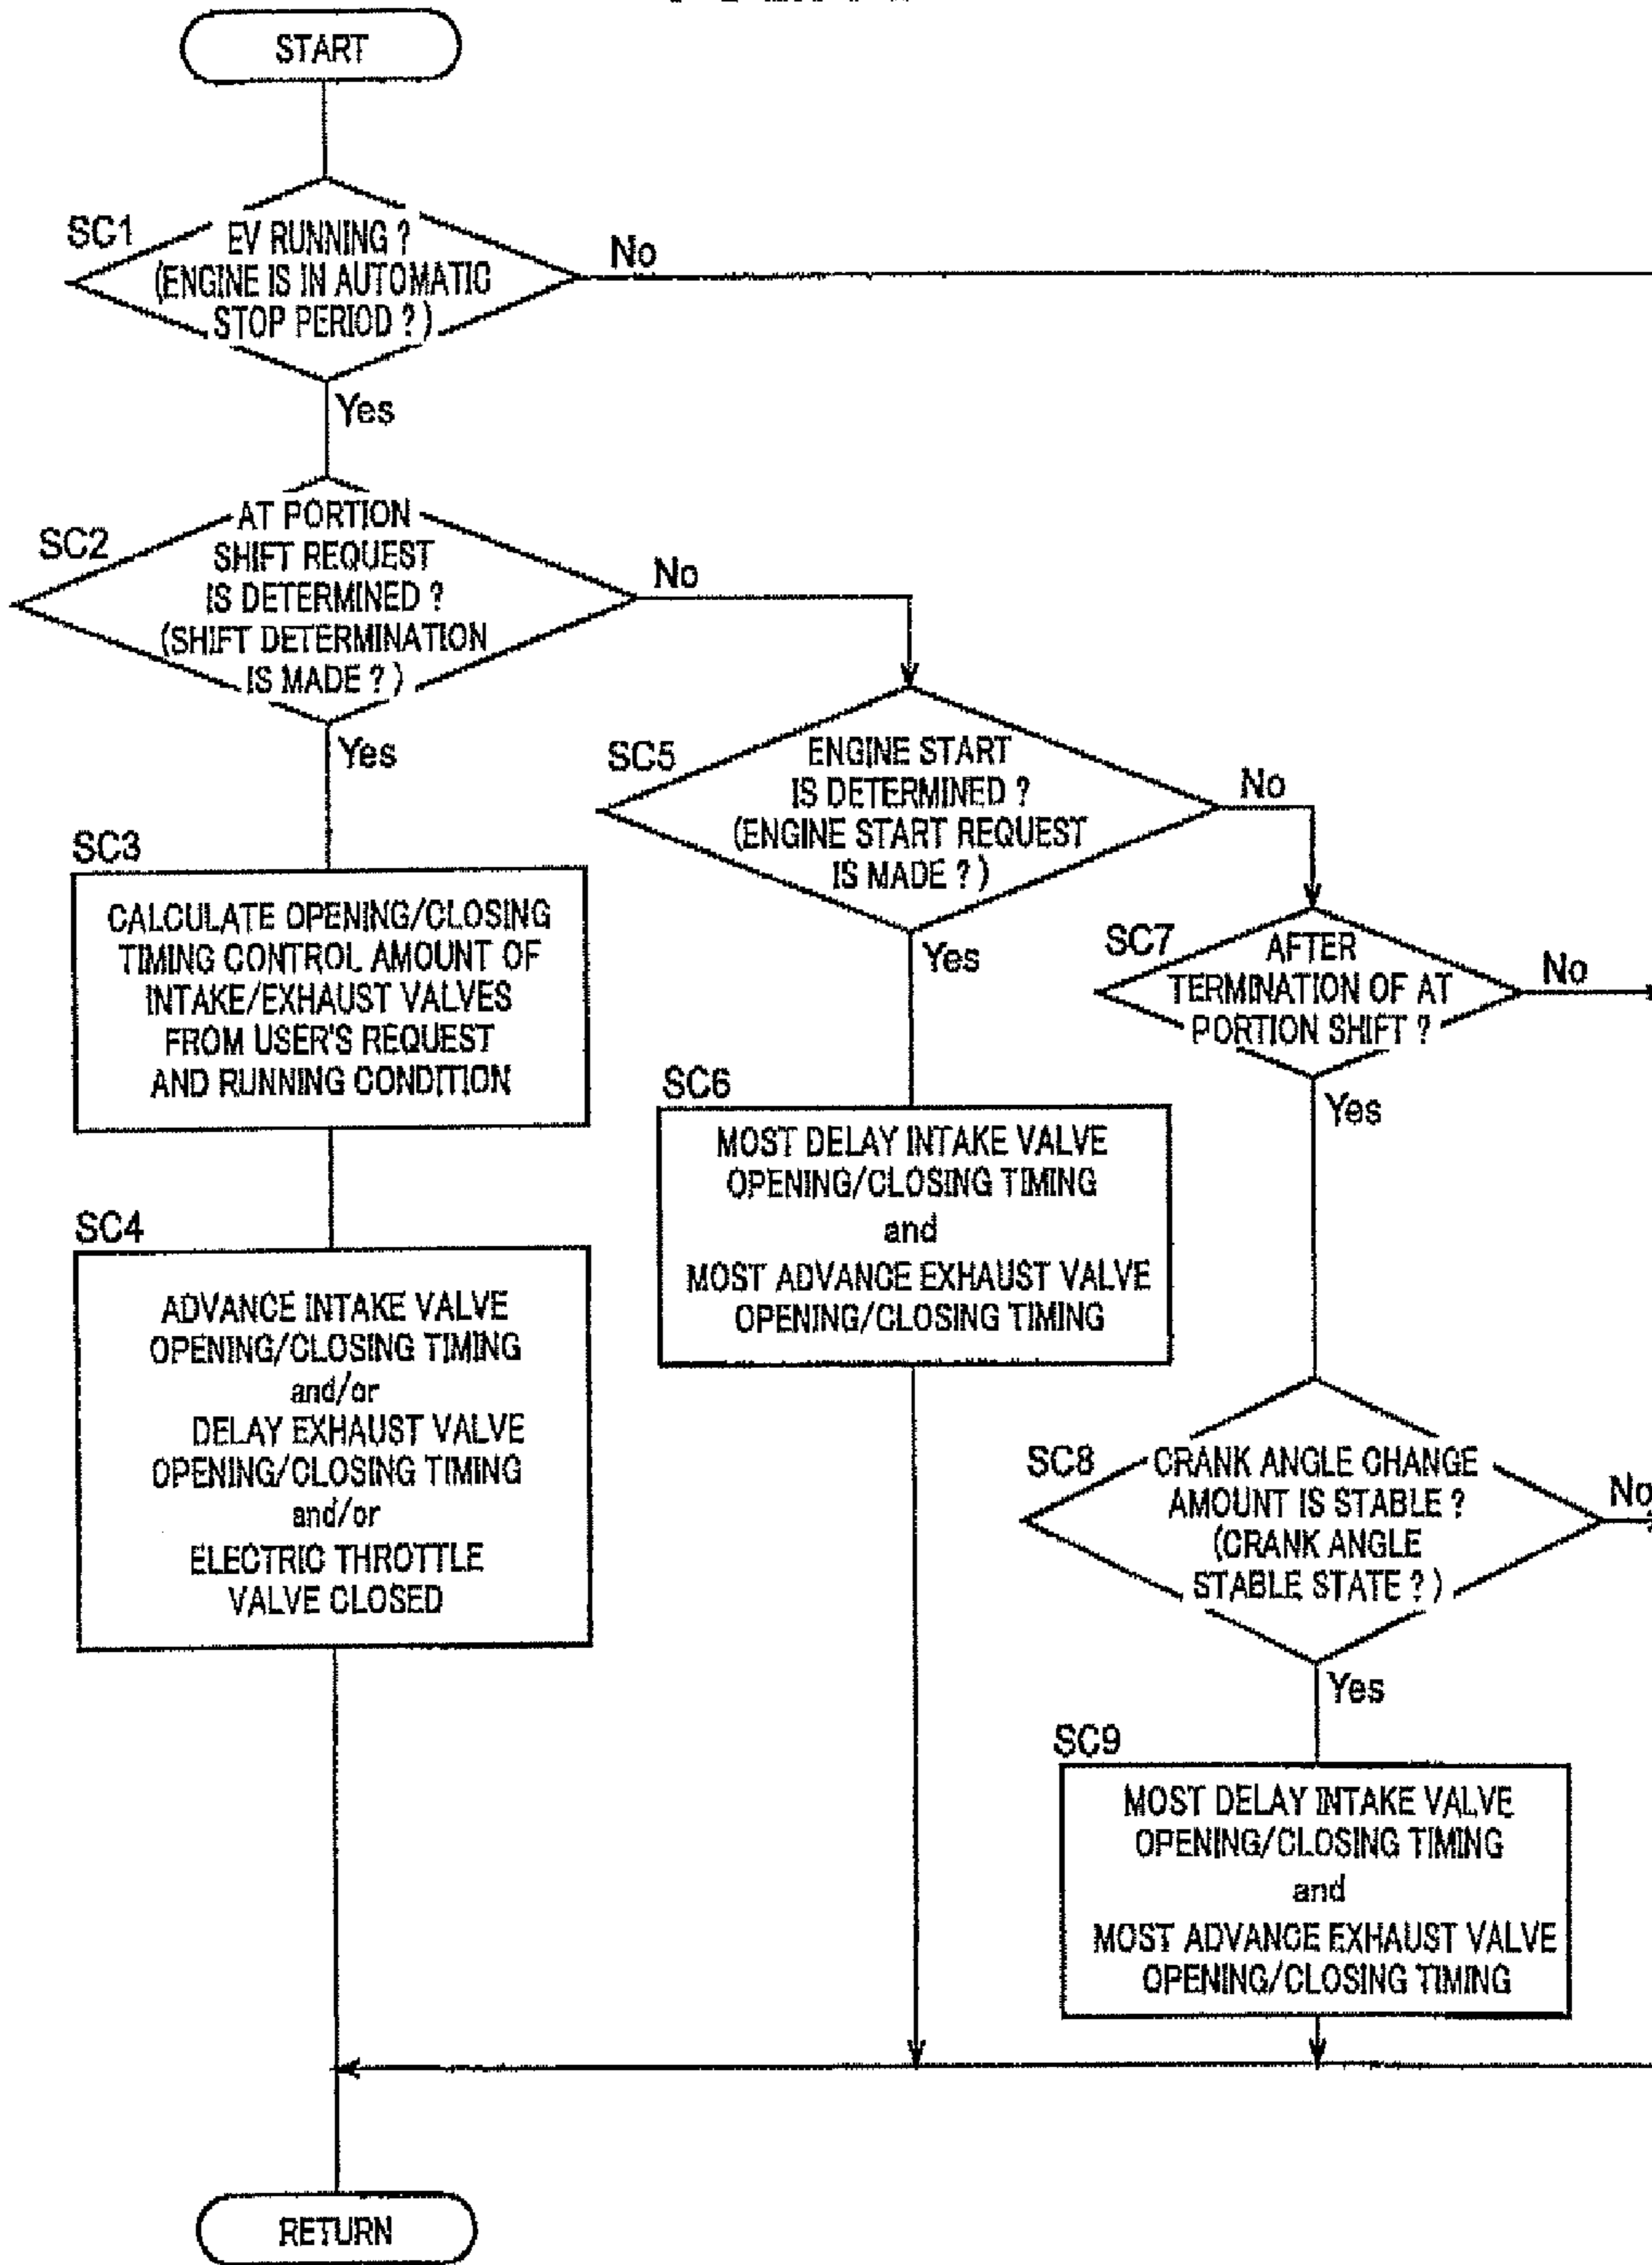 START
SC1
EV RUNNING ?
(ENGINE IS IN AUTOMATIC
STOP PERIOD ?)
No
Yes
SC2
AT PORTION
SHIFT REQUEST
IS DETERMINED ?
(SHIFT DETERMINATION
IS MADE ?)
No
Yes
SC3
CALCULATE OPENING/CLOSING
TIMING CONTROL AMOUNT OF
INTAKE/EXHAUST VALVES
FROM USER'S REQUEST
AND RUNNING CONDITION
SC4
ADVANCE INTAKE VALVE
OPENING/CLOSING TIMING
and/or
DELAY EXHAUST VALVE
OPENING/CLOSING TIMING
and/or
ELECTRIC THROTTLE
VALVE CLOSED
SC5
ENGINE START
IS DETERMINED ?
(ENGINE START REQUEST
IS MADE ?)
No
Yes
SC6
MOST DELAY INTAKE VALVE
OPENING/CLOSING TIMING
and
MOST ADVANCE EXHAUST VALVE
OPENING/CLOSING TIMING
SC7
AFTER
TERMINATION OF AT
PORTION SHIFT ?
No
Yes
SC8
CRANK ANGLE CHANGE
AMOUNT IS STABLE ?
(CRANK ANGLE
STABLE STATE ?)
No
Yes
SC9
MOST DELAY INTAKE VALVE
OPENING/CLOSING TIMING
and
MOST ADVANCE EXHAUST VALVE
OPENING/CLOSING TIMING
RETURN